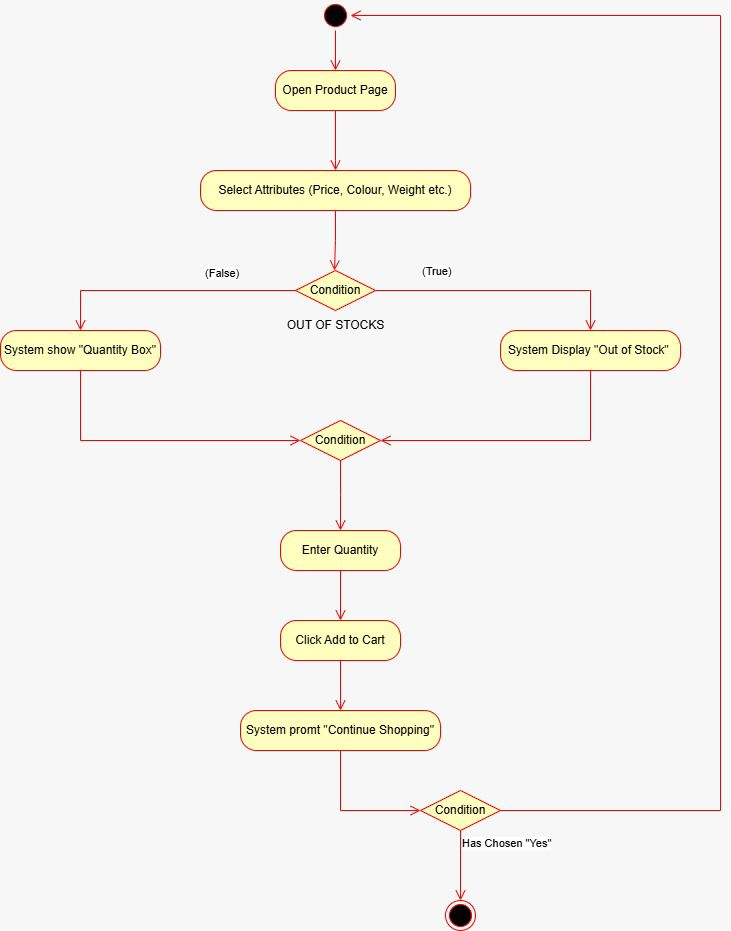 Open Product Page
Select Attributes (Price, Colour, Weight etc.)
(False)
(True)
Condition
OUT OF STOCKS
System show "Quantity Box"
System Display "Out of Stock"
Condition
Enter Quantity
Click Add to Cart
System promt "Continue Shopping"
Condition
Has Chosen "Yes"